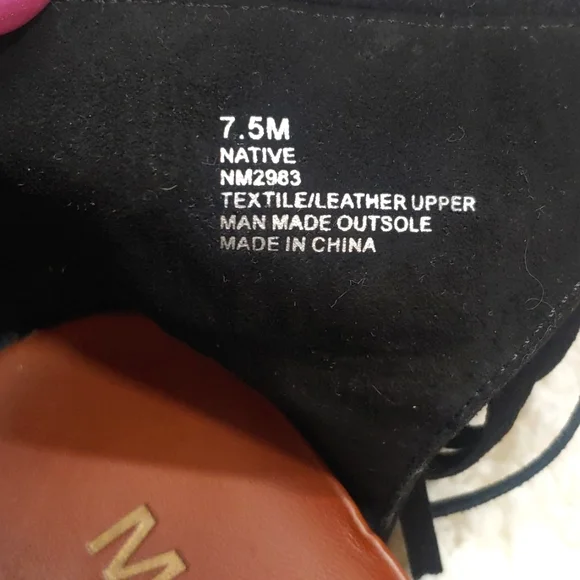 7.5M
NATIVE
NM2983
TEXTILE/LEATHER UPPER
MAN MADE OUTSOLE
MADE IN CHINA
M